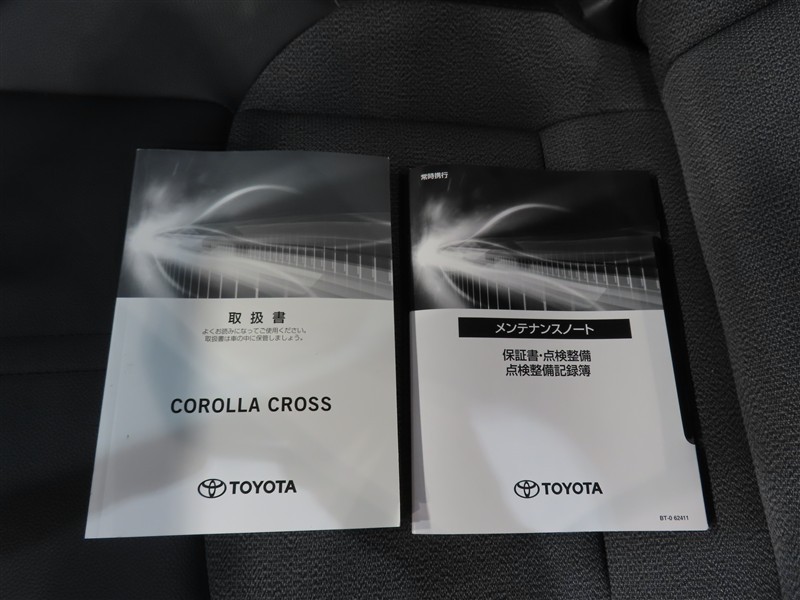 取扱書
よくお読みになってご使用ください。
取扱書は車の中に保管しましょう。
COROLLA CROSS
TOYOTA
常時携行
メンテナンスノート
保証書・点検整備
点検整備記録簿
TOYOTA
BT-0 62411